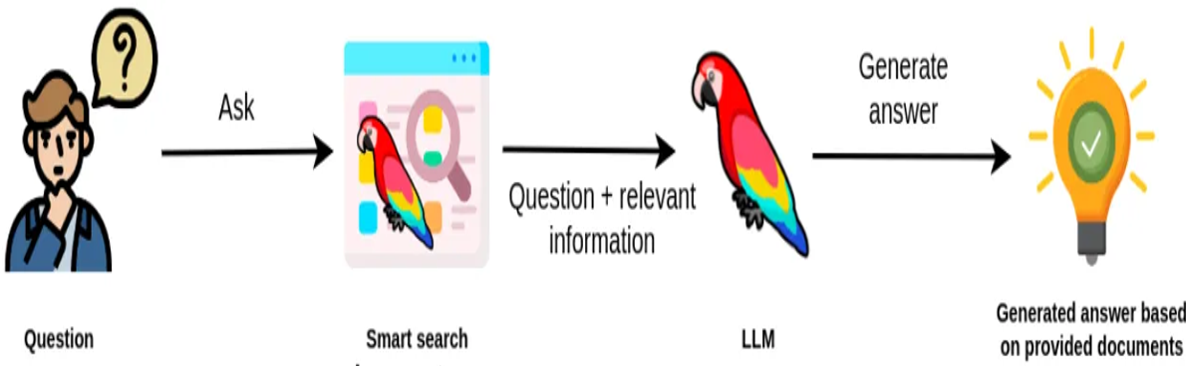 ?
Ask
Question + relevant
information
Generate
answer
Question
Smart search
LLM
Generated answer based
on provided documents